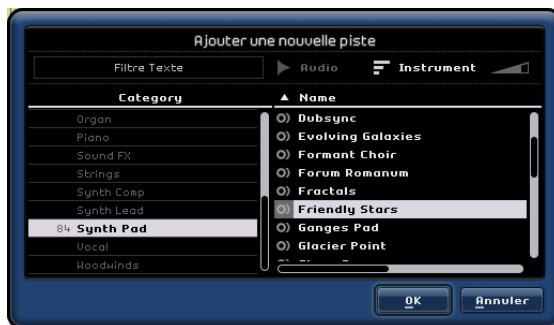 Ajouter une nouvelle piste
Filtre Texte
Audio
Instrument
Category
Name
Organ
Piano
Sound FX
Strings
Synth Comp
Synth Lead
84 Synth Pad
Vocal
Woodwinds
Dubsync
Evolving Galaxies
Formant Choir
Forum Romanum
Fractals
Friendly Stars
Ganges Pad
Glacier Point
OK
Annuler